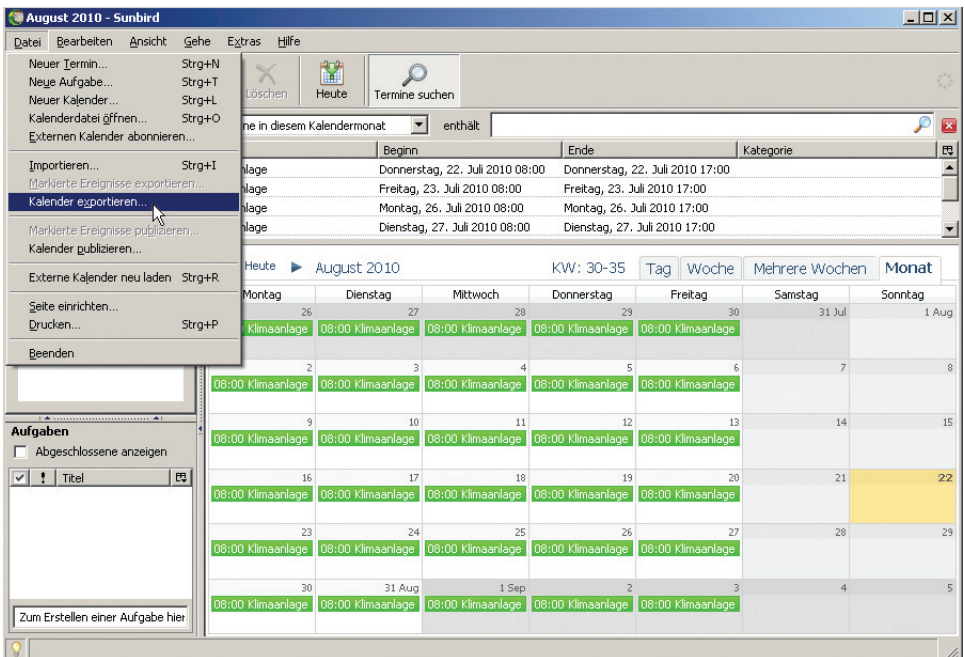 August 2010 - Sunbird
Datei Bearbeiten Ansicht Gehe Extras Hilfe
Neuer Termin... Strg+N
Neue Aufgabe... Strg+T
Neuer Kalender... Strg+L
Kalenderdatei öffnen... Strg+O
Externen Kalender abonnieren...
Importieren... Strg+I
Markierte Ereignisse exportieren...
Kalender exportieren...
Markierte Ereignisse publizieren...
Kalender publizieren...
Externe Kalender neu laden Strg+R
Seite einrichten...
Drucken... Strg+P
Beenden
Löschen Heute Termine suchen
ne in diesem Kalendermonat enthält
Beginn Ende Kategorie
nlage Donnerstag, 22. Juli 2010 08:00 Donnerstag, 22. Juli 2010 17:00
nlage Freitag, 23. Juli 2010 08:00 Freitag, 23. Juli 2010 17:00
nlage Montag, 26. Juli 2010 08:00 Montag, 26. Juli 2010 17:00
nlage Dienstag, 27. Juli 2010 08:00 Dienstag, 27. Juli 2010 17:00
Heute August 2010 KW: 30-35 Tag Woche Mehrere Wochen Monat
Montag Dienstag Mittwoch Donnerstag Freitag Samstag Sonntag
26 27 28 29 30 31 Jul 1 Aug
Klimaanlage 08:00 Klimaanlage 08:00 Klimaanlage 08:00 Klimaanlage 08:00 Klimaanlage
2 3 4 5 6 7 8
08:00 Klimaanlage 08:00 Klimaanlage 08:00 Klimaanlage 08:00 Klimaanlage 08:00 Klimaanlage
9 10 11 12 13 14 15
08:00 Klimaanlage 08:00 Klimaanlage 08:00 Klimaanlage 08:00 Klimaanlage 08:00 Klimaanlage
16 17 18 19 20 21 22
08:00 Klimaanlage 08:00 Klimaanlage 08:00 Klimaanlage 08:00 Klimaanlage 08:00 Klimaanlage
23 24 25 26 27 28 29
08:00 Klimaanlage 08:00 Klimaanlage 08:00 Klimaanlage 08:00 Klimaanlage 08:00 Klimaanlage
30 31 Aug 1 Sep 2 3 4 5
08:00 Klimaanlage 08:00 Klimaanlage 08:00 Klimaanlage 08:00 Klimaanlage 08:00 Klimaanlage
Aufgaben
Abgeschlossene anzeigen
! Titel
Zum Erstellen einer Aufgabe hier